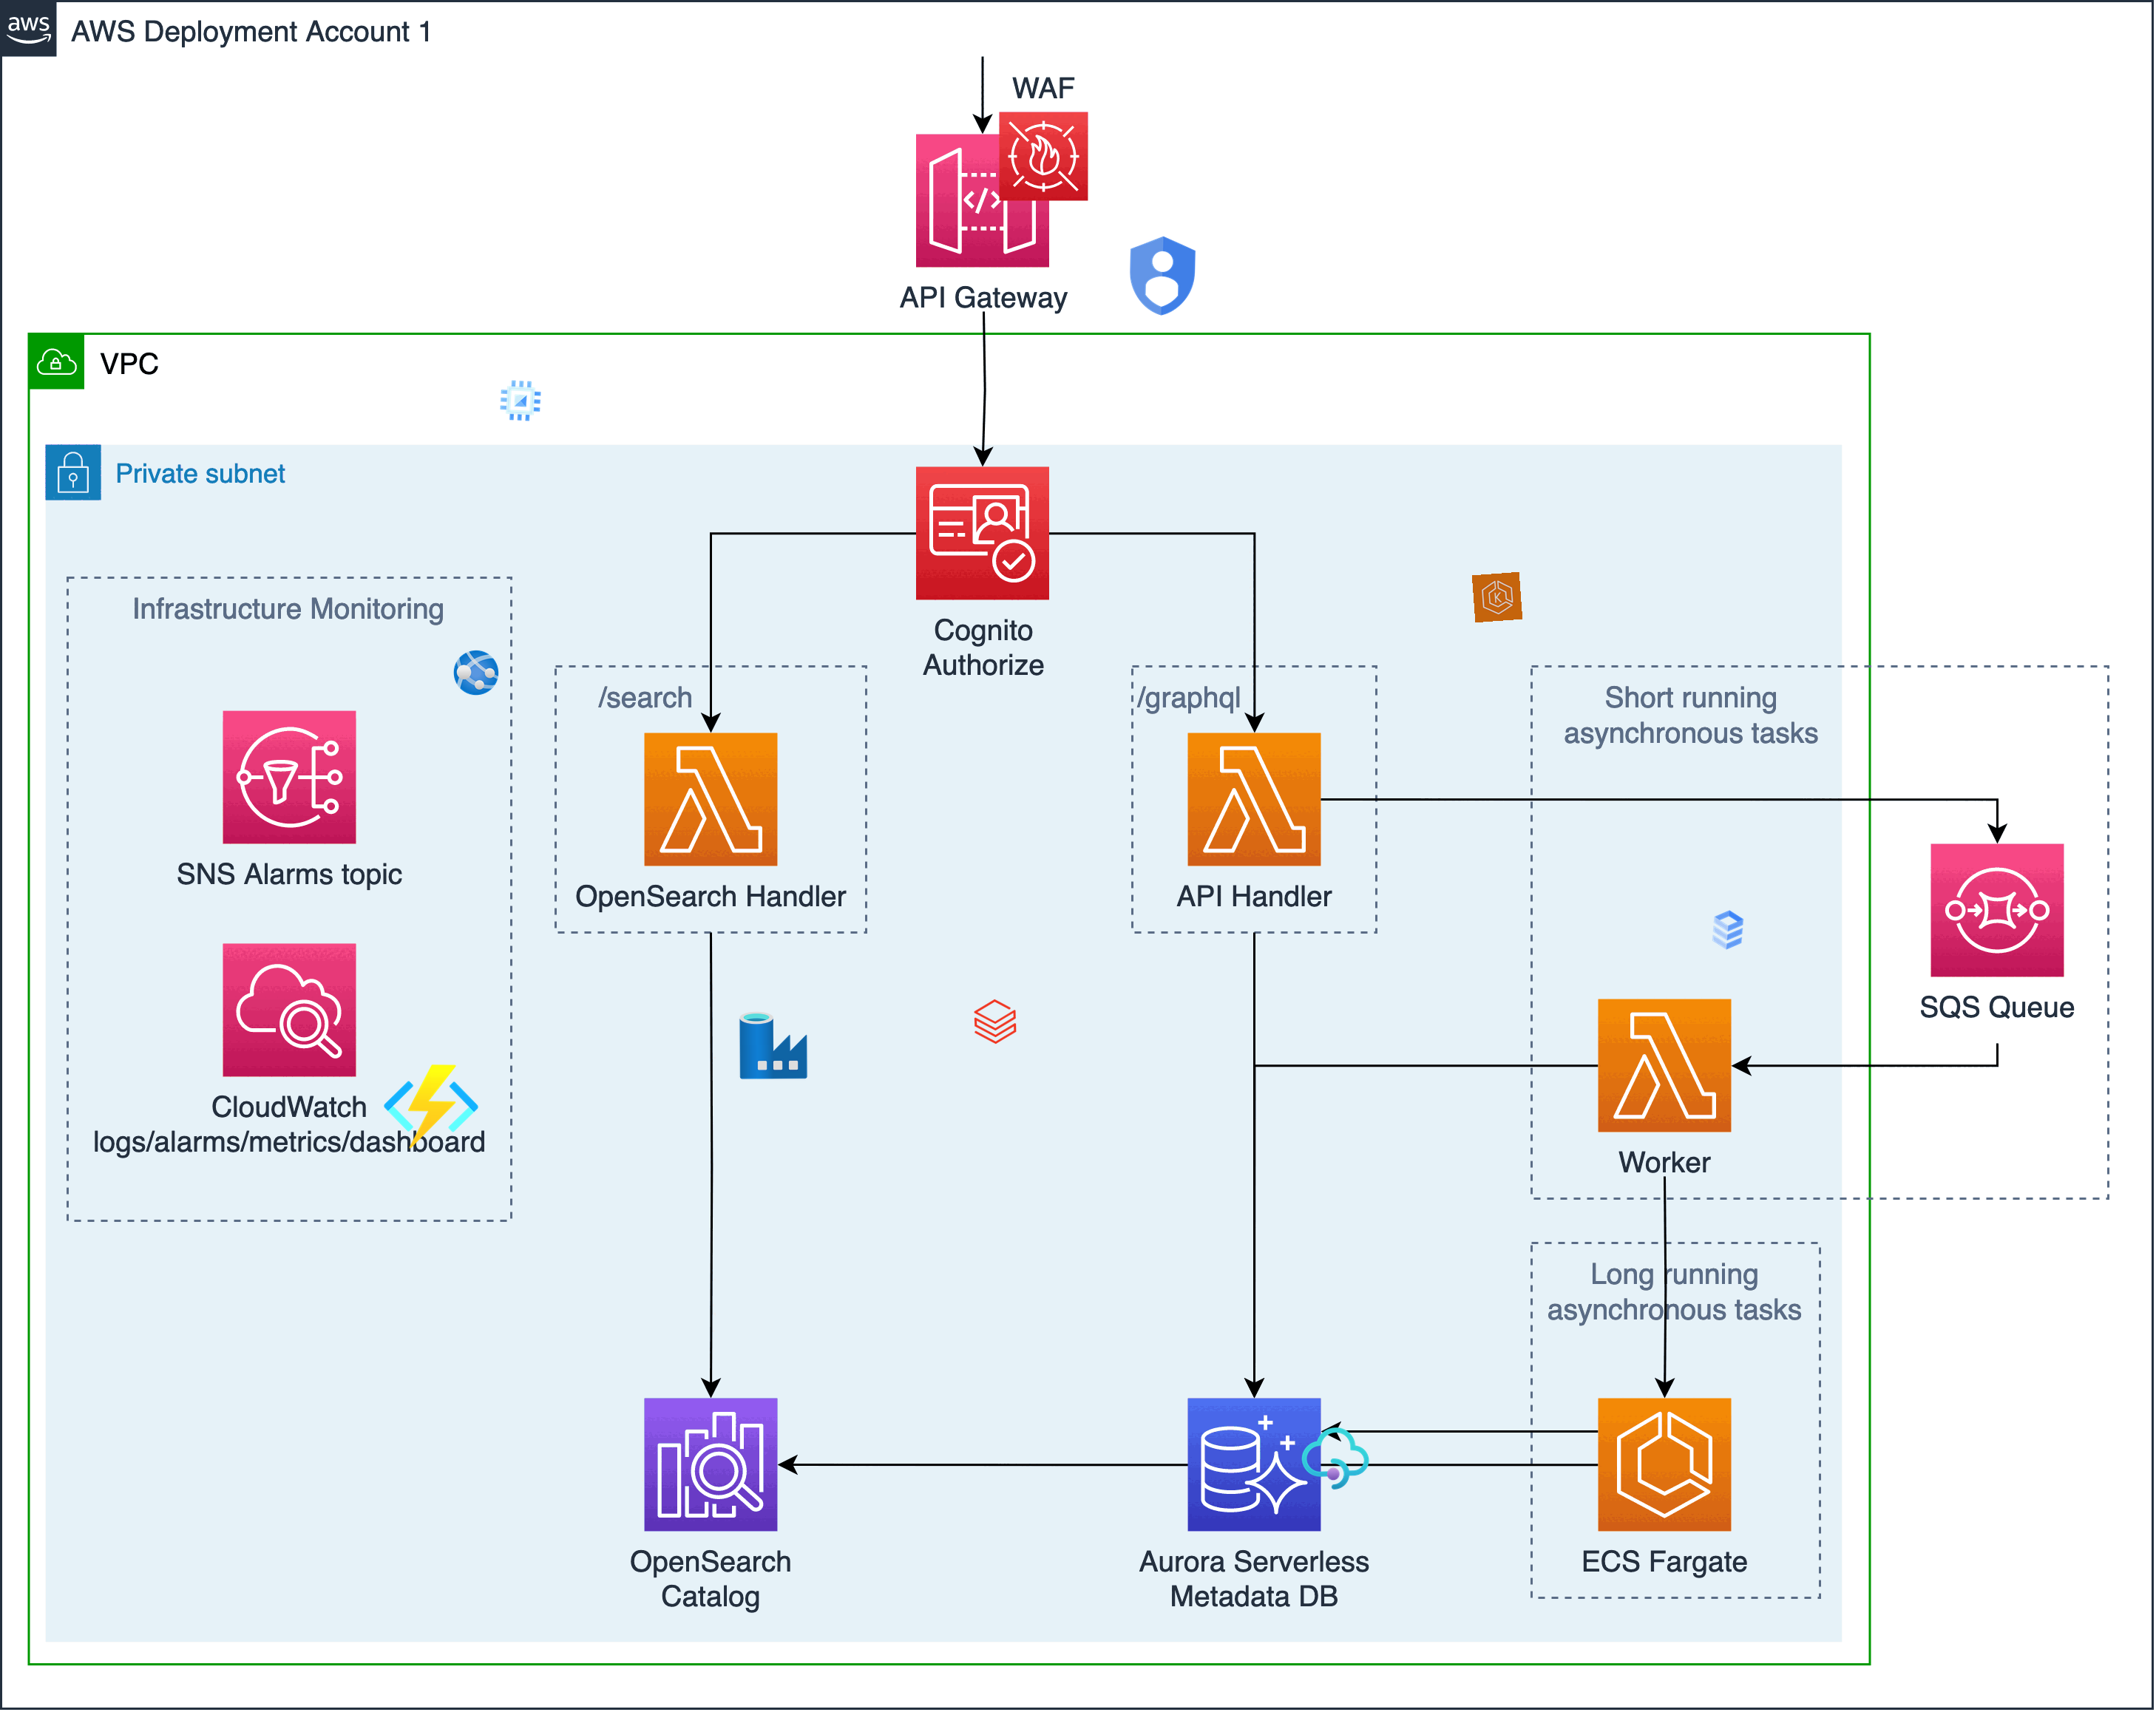 aws
AWS Deployment Account 1
WAF
API Gateway
VPC
Private subnet
Cognito
Authorize
Infrastructure Monitoring
/search
/graphql
Short running
asynchronous tasks
SNS Alarms topic
OpenSearch Handler
API Handler
SQS Queue
CloudWatch
logs/alarms/metrics/dashboard
Worker
Long running
asynchronous tasks
OpenSearch
Catalog
Aurora Serverless
Metadata DB
ECS Fargate